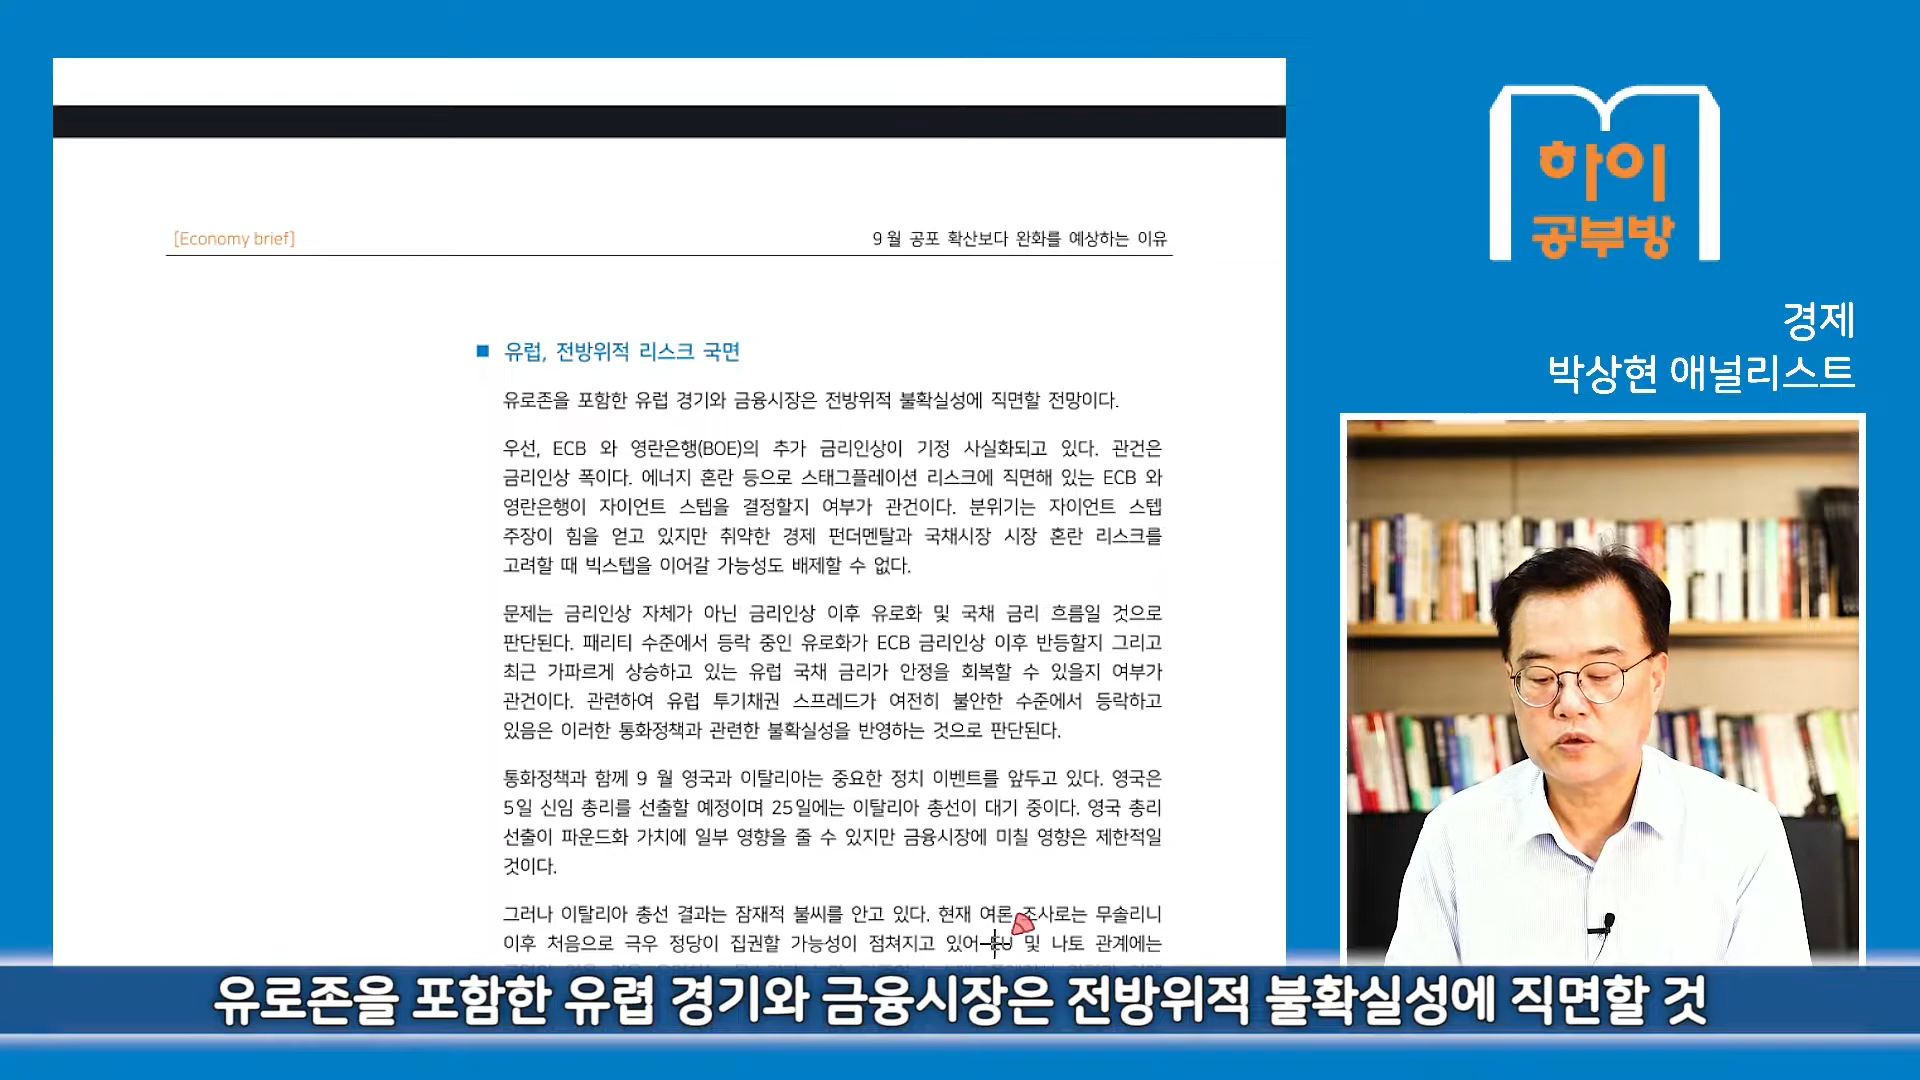 [Economy brief]
9월 공포 확산보다 완화를 예상하는 이유
■ 유럽, 전방위적 리스크 국면
유로존을 포함한 유럽 경기와 금융시장은 전방위적 불확실성에 직면할 전망이다.
우선, ECB 와 영란은행(BOE)의 추가 금리인상이 기정 사실화되고 있다. 관건은
금리인상 폭이다. 에너지 혼란 등으로 스태그플레이션 리스크에 직면해 있는 ECB 와
영란은행이 자이언트 스텝을 결정할지 여부가 관건이다. 분위기는 자이언트 스텝
주장이 힘을 얻고 있지만 취약한 경제 펀더멘탈과 국채시장 시장 혼란 리스크를
고려할 때 빅스텝을 이어갈 가능성도 배제할 수 없다.
문제는 금리인상 자체가 아닌 금리인상 이후 유로화 및 국채 금리 흐름일 것으로
판단된다. 패리티 수준에서 등락 중인 유로화가 ECB 금리인상 이후 반등할지 그리고
최근 가파르게 상승하고 있는 유럽 국채 금리가 안정을 회복할 수 있을지 여부가
관건이다. 관련하여 유럽 투기채권 스프레드가 여전히 불안한 수준에서 등락하고
있음은 이러한 통화정책과 관련한 불확실성을 반영하는 것으로 판단된다.
통화정책과 함께 9 월 영국과 이탈리아는 중요한 정치 이벤트를 앞두고 있다. 영국은
5일 신임 총리를 선출할 예정이며 25일에는 이탈리아 총선이 대기 중이다. 영국 총리
선출이 파운드화 가치에 일부 영향을 줄 수 있지만 금융시장에 미칠 영향은 제한적일
것이다.
그러나 이탈리아 총선 결과는 잠재적 불씨를 안고 있다. 현재 여론 조사로는 무솔리니
이후 처음으로 극우 정당이 집권할 가능성이 점쳐지고 있어 EU 및 나토 관계에는
하이
공부방
경제
박상현 애널리스트
유로존을 포함한 유렵 경기와 금융시장은 전방위적 불확실성에 직면할 것